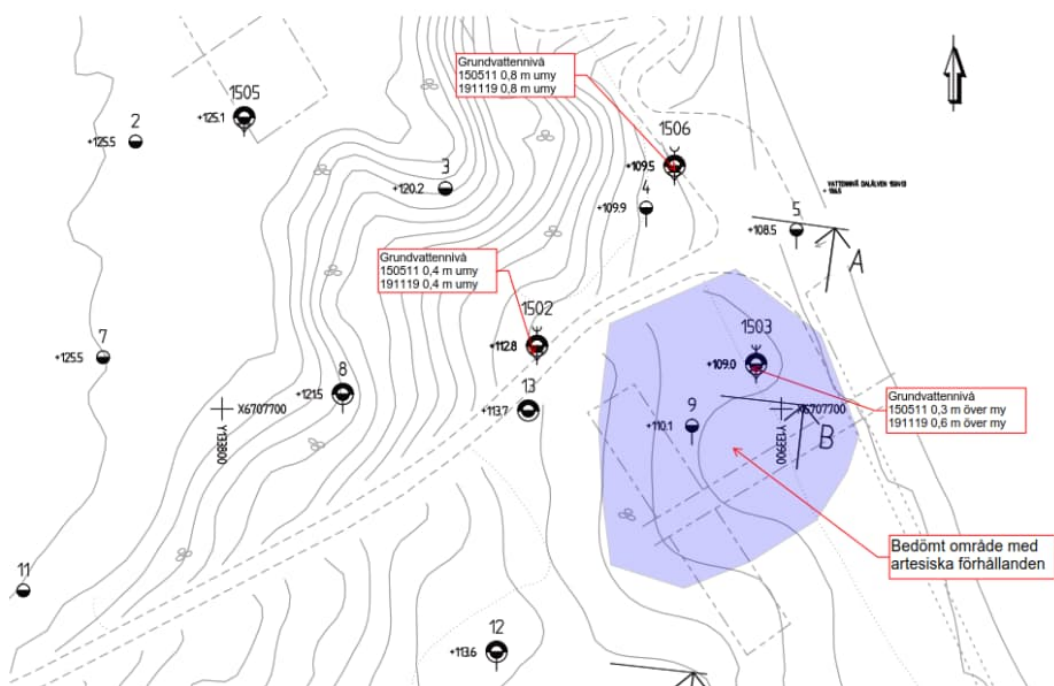 Grundvattennivå
150511 0,8 m umy
191119 0,8 m umy
1505
+125.1
2
+125.5
1506
+109.5
3
+120.2
4
+109.9
5
+108.5
A
Grundvattennivå
150511 0,4 m umy
191119 0,4 m umy
1502
+112.8
1503
+109.0
7
+125.5
8
+121.5
13
+113.7
X6707700
Y133800
9
+110.1
X6707700
Y133900
B
Grundvattennivå
150511 0,3 m över my
191119 0,6 m över my
Bedömt område med
artesiska förhållanden
11
12
+113.6